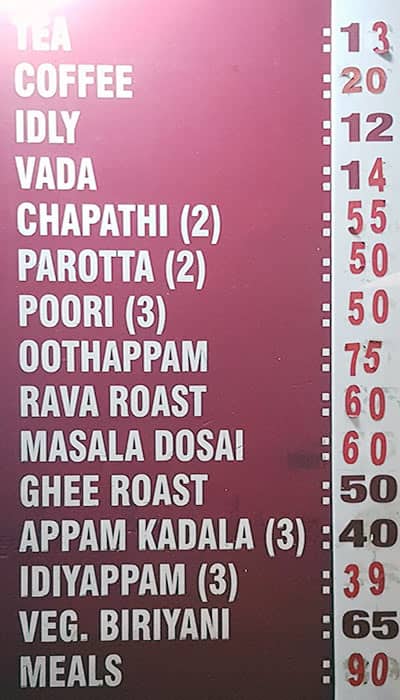 TEA : 13
COFFEE : 20
IDLY : 12
VADA : 14
CHAPATHI (2) : 55
PAROTTA (2) : 50
POORI (3) : 50
OOTHAPPAM : 75
RAVA ROAST : 60
MASALA DOSAI : 60
GHEE ROAST : 50
APPAM KADALA (3) : 40
IDIYAPPAM (3) : 39
VEG. BIRIYANI : 65
MEALS : 90